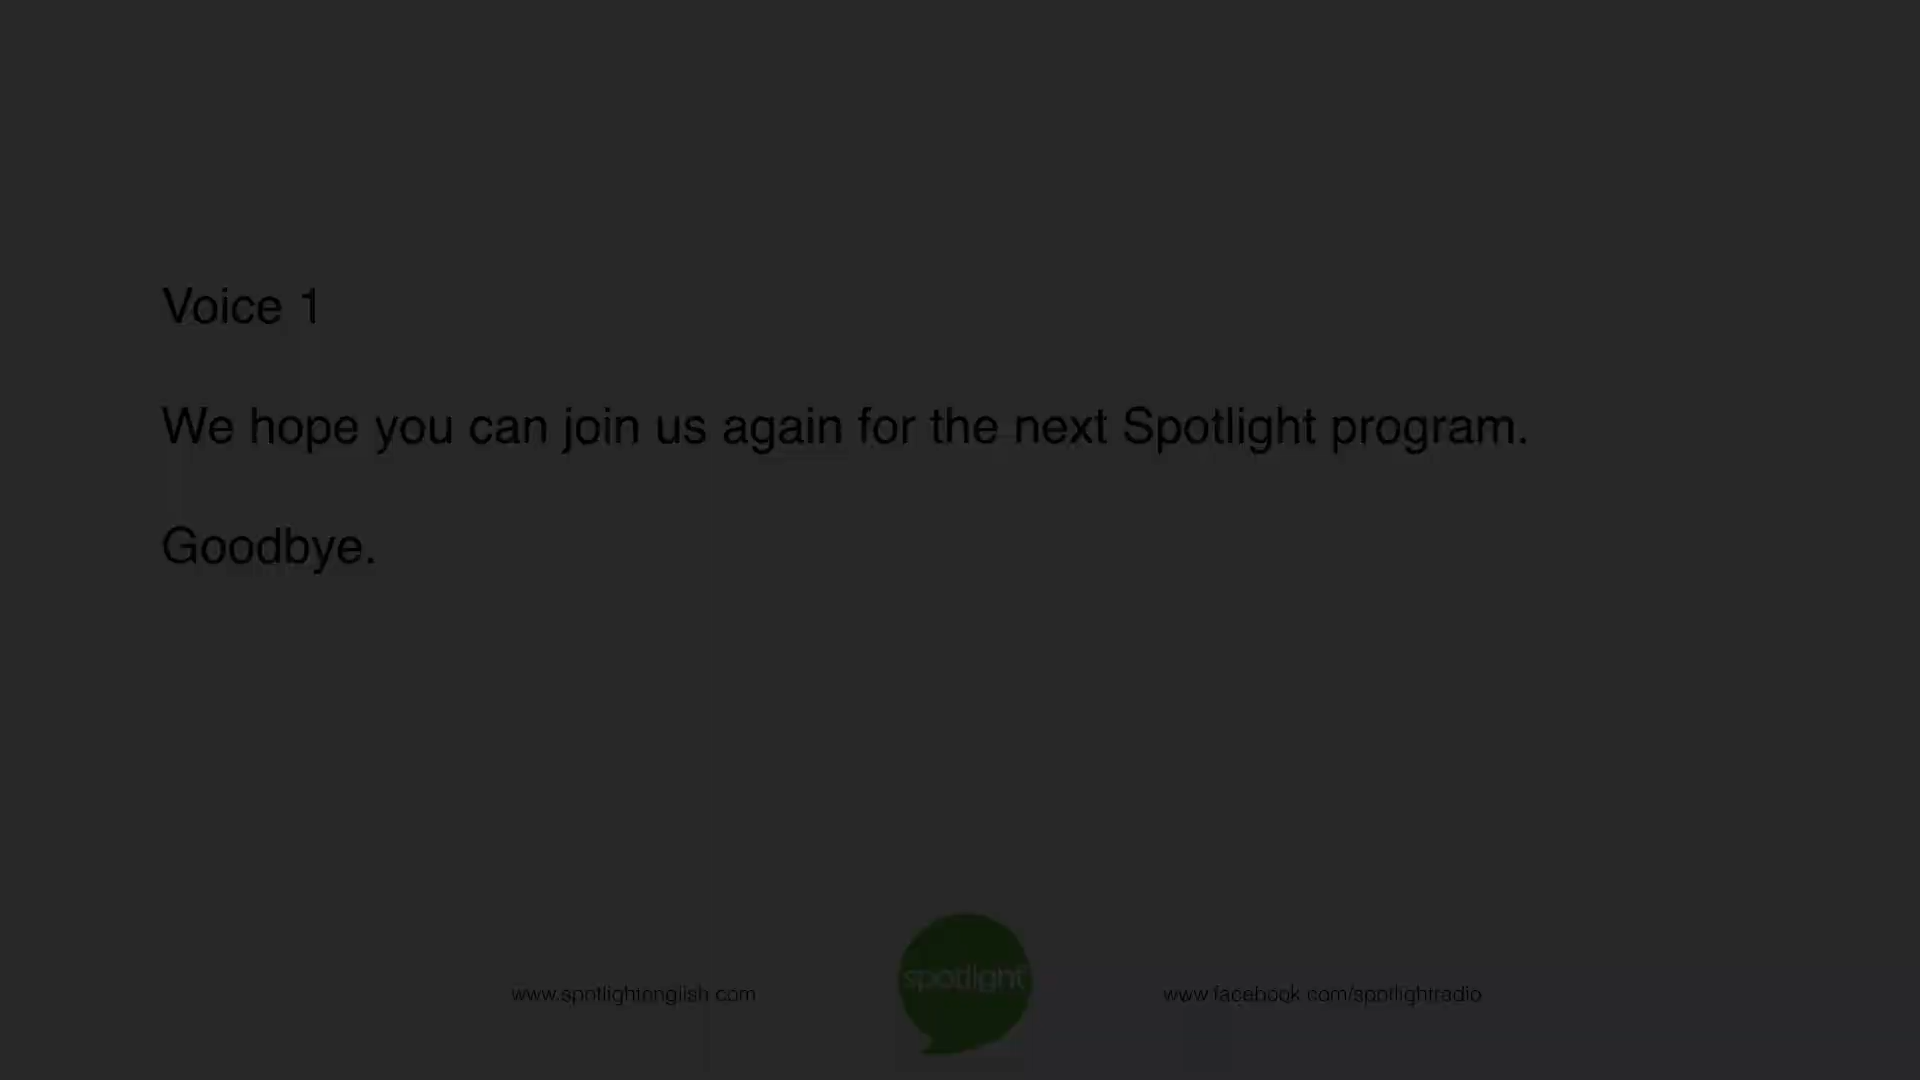 Voice 1
We hope you can join us again for the next Spotlight program.
Goodbye.
spotlight
www.spotlightenglish.com
www.facebook.com/spotlightradio